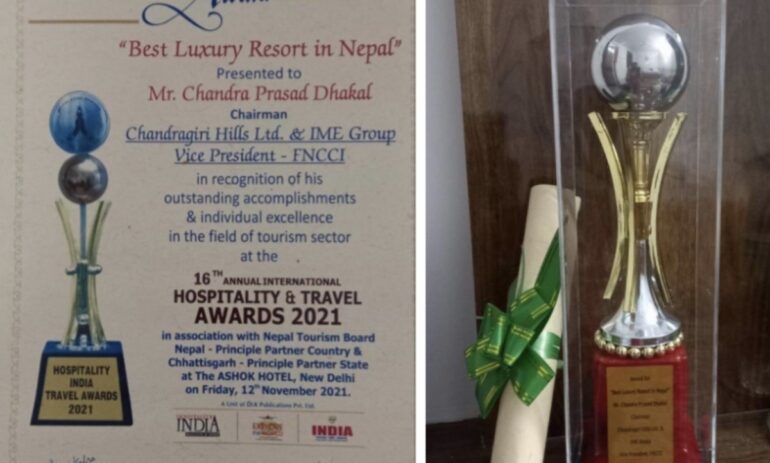 "Best Luxury Resort in Nepal"
Presented to
Mr. Chandra Prasad Dhakal
Chairman
Chandragiri Hills Ltd. & IME Group
Vice President - FNCCI
in recognition of his
outstanding accomplishments
& individual excellence
in the field of tourism sector
at the
16TH ANNUAL INTERNATIONAL
HOSPITALITY & TRAVEL
AWARDS 2021
in association with Nepal Tourism Board
Nepal - Principle Partner Country &
Chhattisgarh - Principle Partner State
at The ASHOK HOTEL, New Delhi
on Friday, 12th November 2021.
A Unit of DLA Publications Pvt. Ltd.
INDIA
INDIA
HOSPITALITY
INDIA
TRAVEL AWARDS
2021
"Best Luxury Resort in Nepal"
Mr. Chandra Prasad Dhakal
Chairman
Chandragiri Hills Ltd. &
IME Group
Vice President, FNCCI